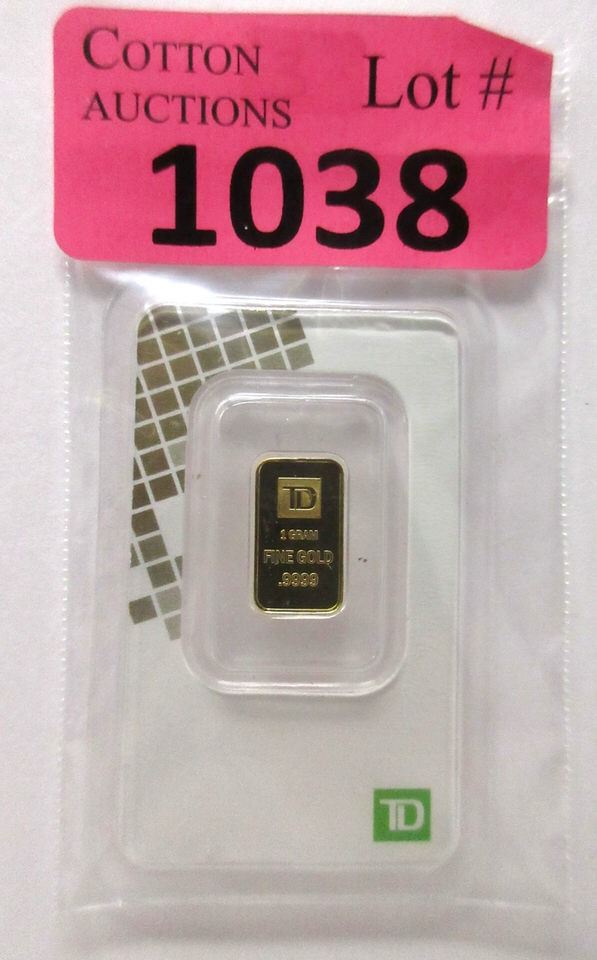 COTTON
AUCTIONS
Lot #
1038
TD
1 GRAM
FINE GOLD
.9999
TD